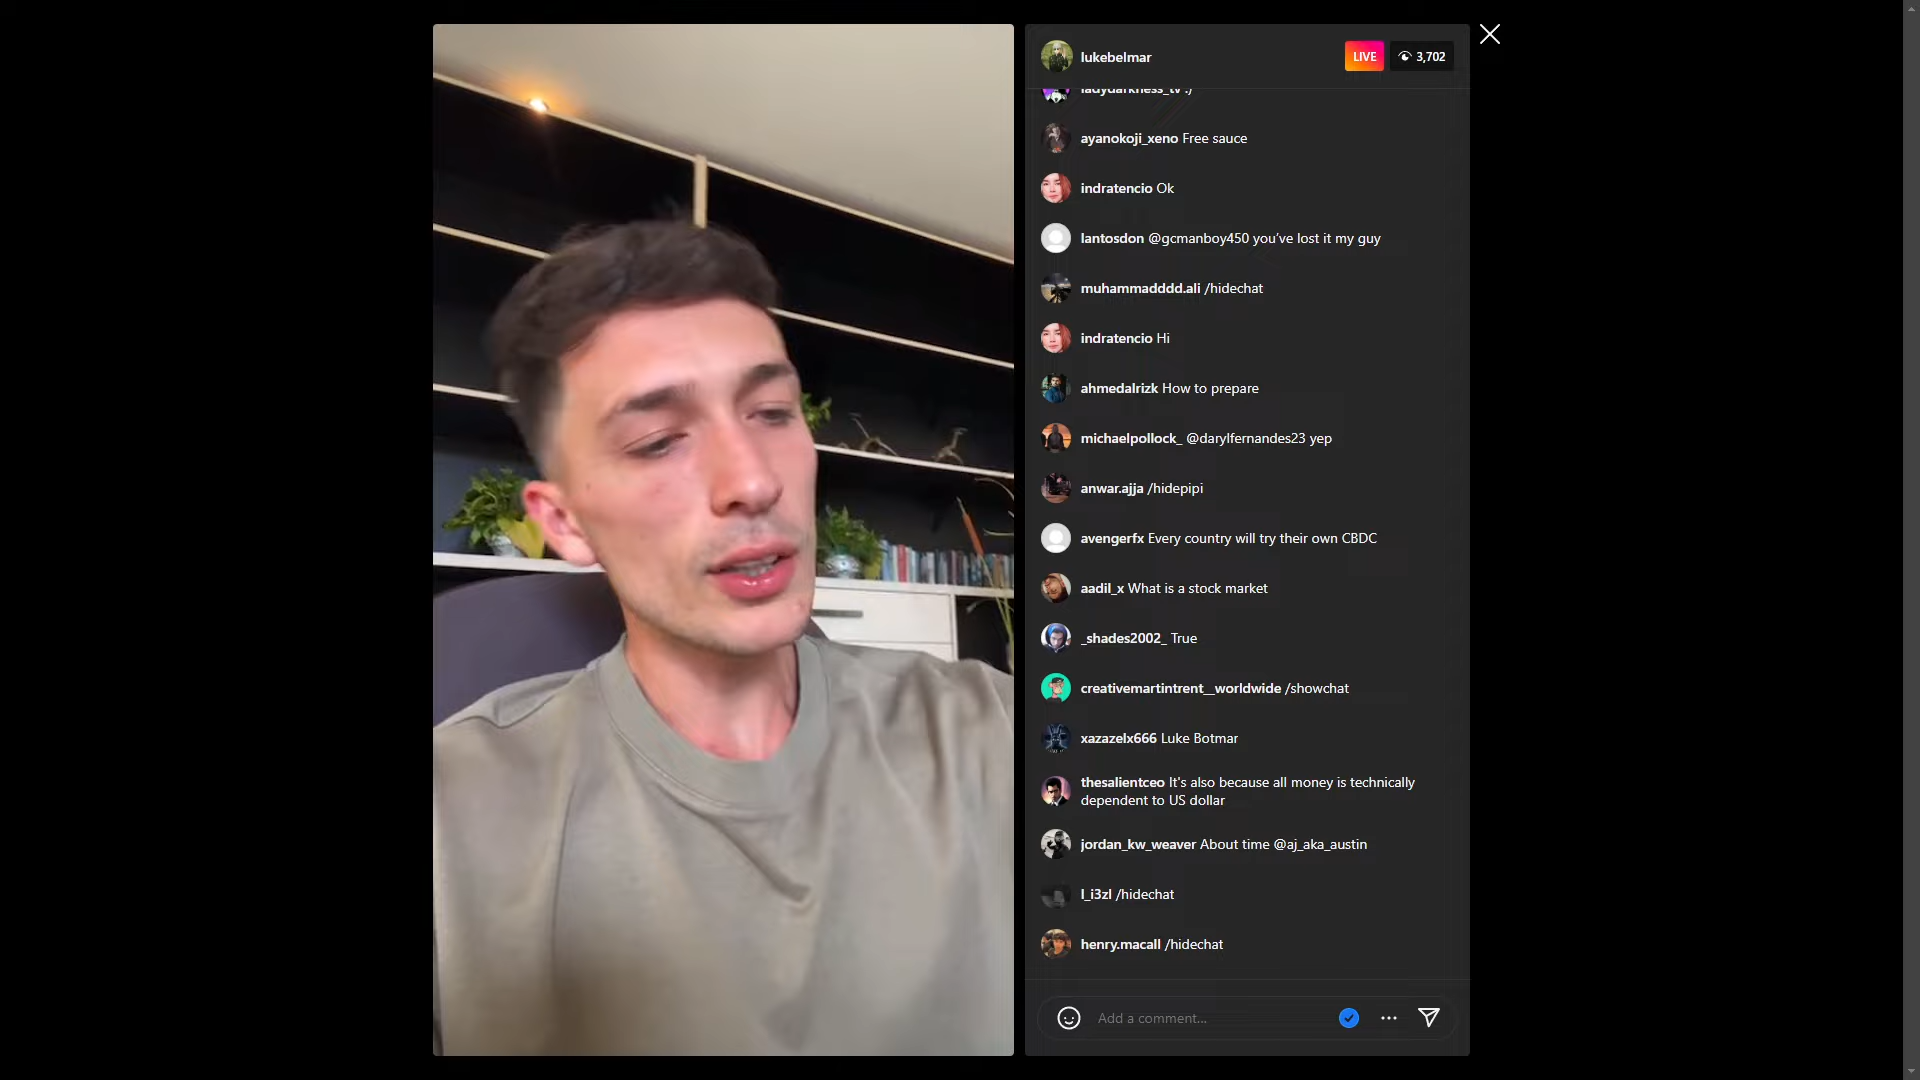 lukebelmar
LIVE
3,702
ladydarkness_tv :)
ayanokoji_xeno Free sauce
indratencio Ok
lantosdon @gcmanboy450 you've lost it my guy
muhammadddd.ali /hidechat
indratencio Hi
ahmedalrizk How to prepare
michaelpollock_ @darylfernandes23 yep
anwar.ajja /hidepipi
avengerfx Every country will try their own CBDC
aadil_x What is a stock market
_shades2002_ True
creativemartintrent__worldwide /showchat
xazazelx666 Luke Botmar
thesalientceo It's also because all money is technically
dependent to US dollar
jordan_kw_weaver About time @aj_aka_austin
l_i3zl /hidechat
henry.macall /hidechat
Add a comment...